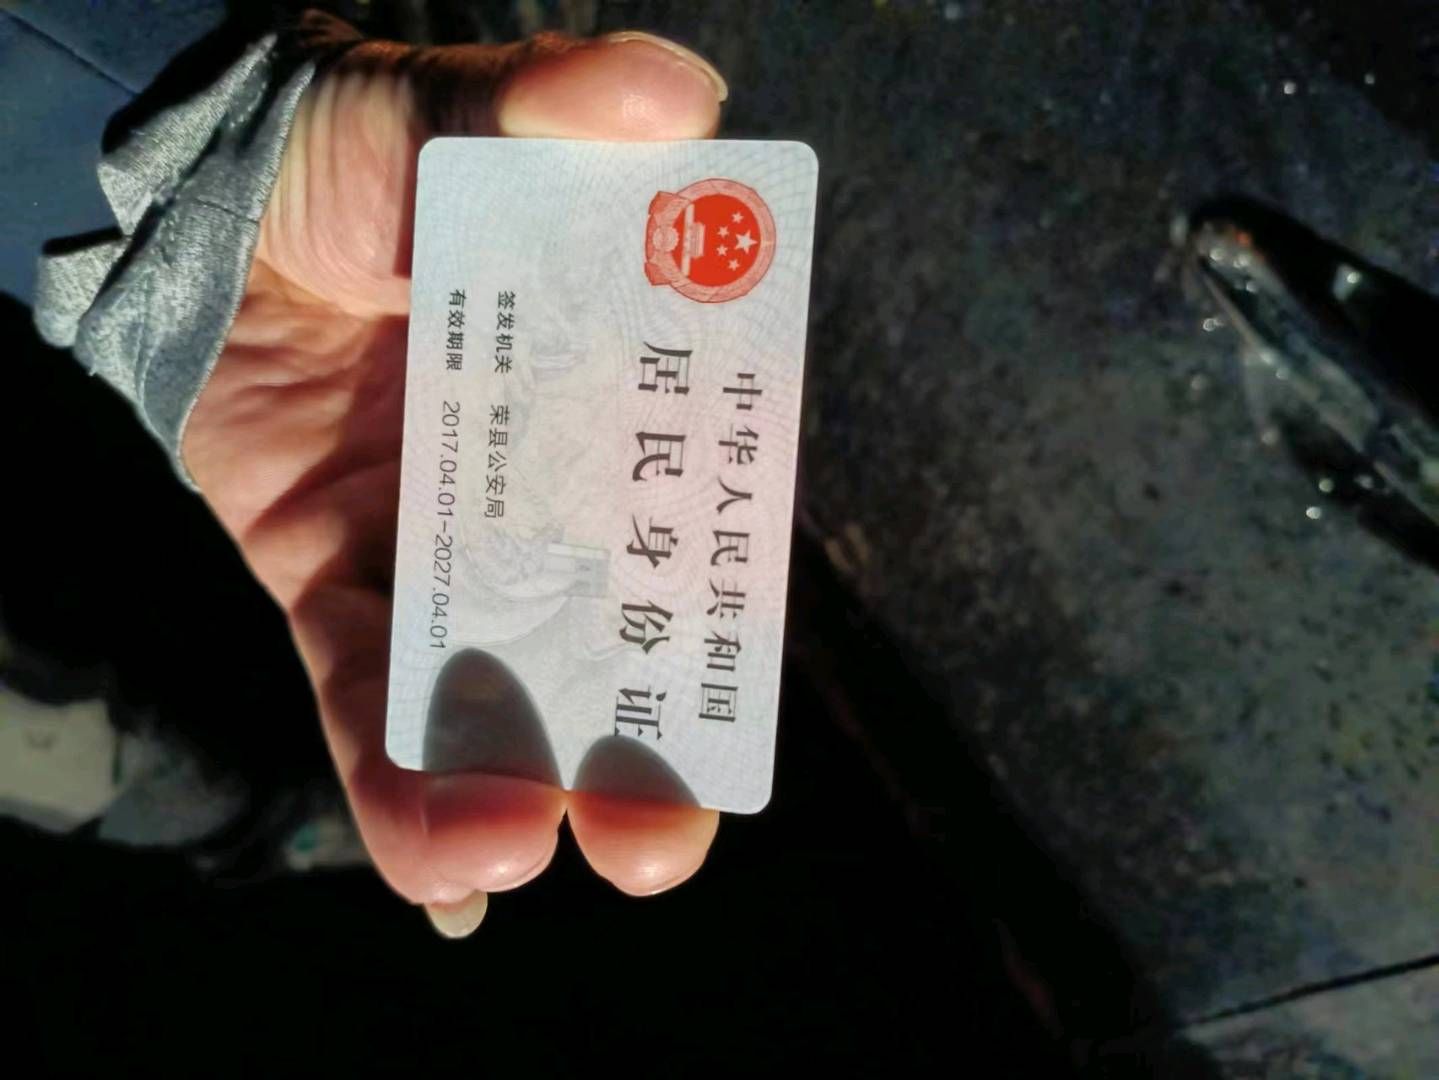 中华人民共和国
居民身份证
签发机关 荣县公安局
有效期限 2017.04.01-2027.04.01